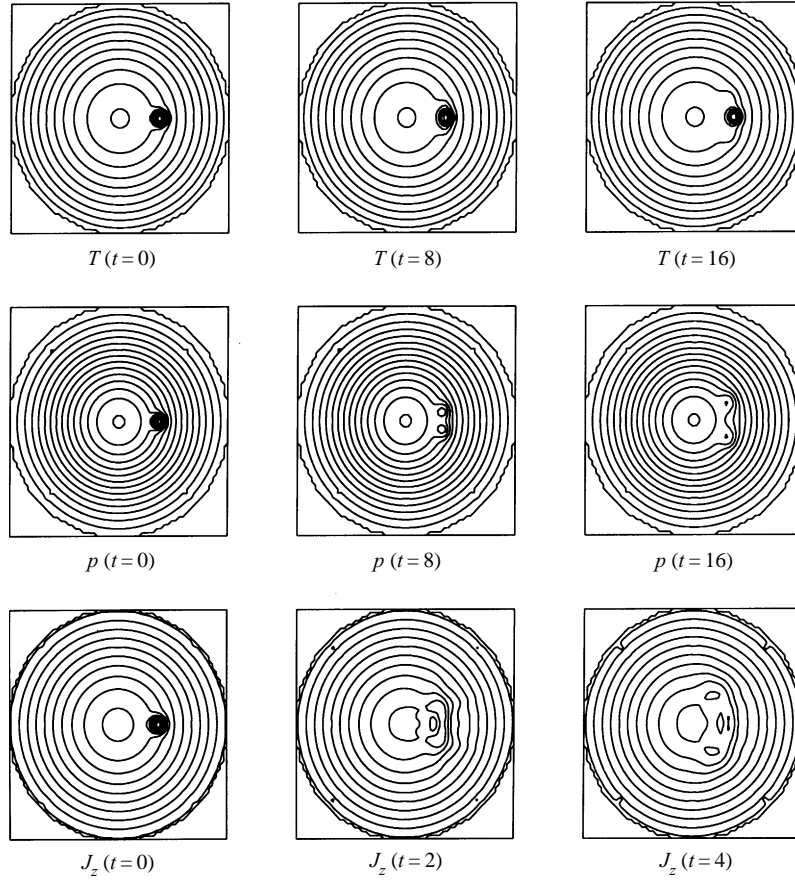 T (t = 0)
T (t = 8)
T (t = 16)
p (t = 0)
p (t = 8)
p (t = 16)
J_z (t = 0)
J_z (t = 2)
J_z (t = 4)